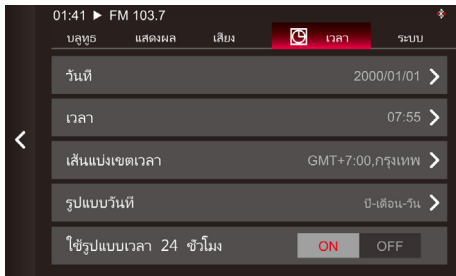 01:41 ▶ FM 103.7
บลูทูธ แสดงผล เสียง เวลา ระบบ
วันที่ 2000/01/01
เวลา 07:55
เส้นแบ่งเขตเวลา GMT+7:00,กรุงเทพ
รูปแบบวันที่ ปี-เดือน-วัน
ใช้รูปแบบเวลา 24 ชั่วโมง ON OFF